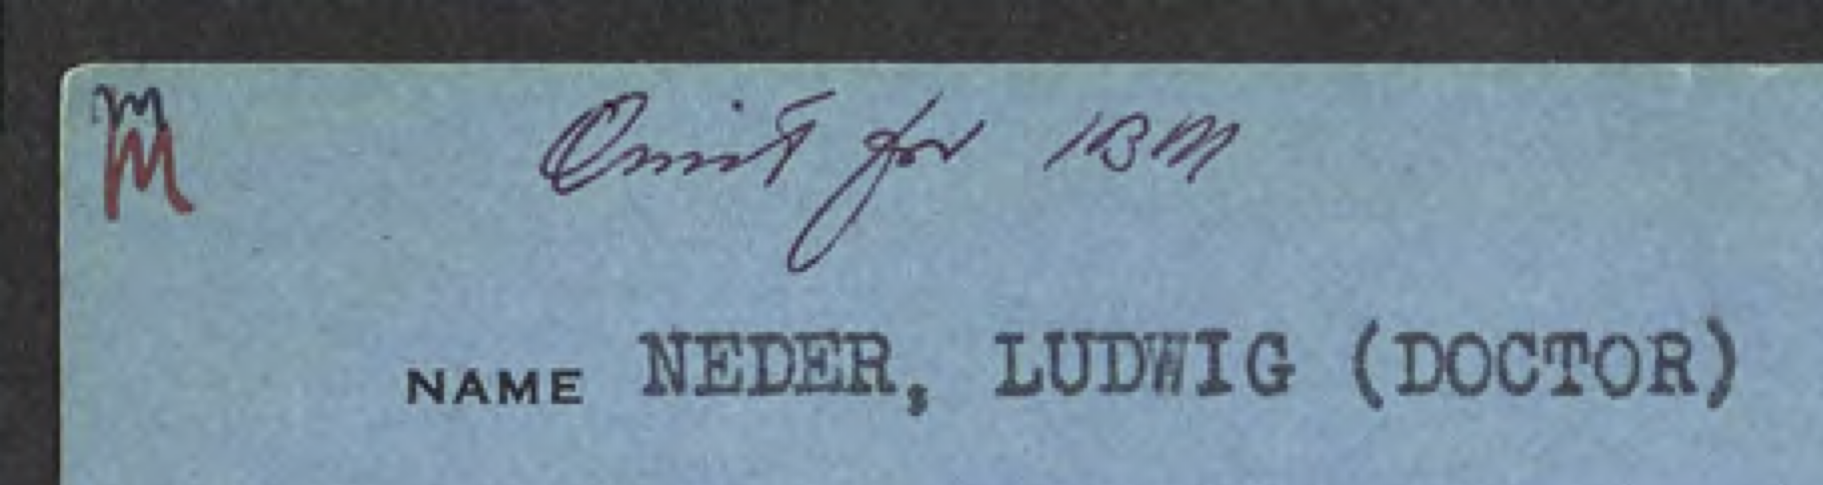 M
M
Omit for IBM
NAME NEDER, LUDWIG (DOCTOR)